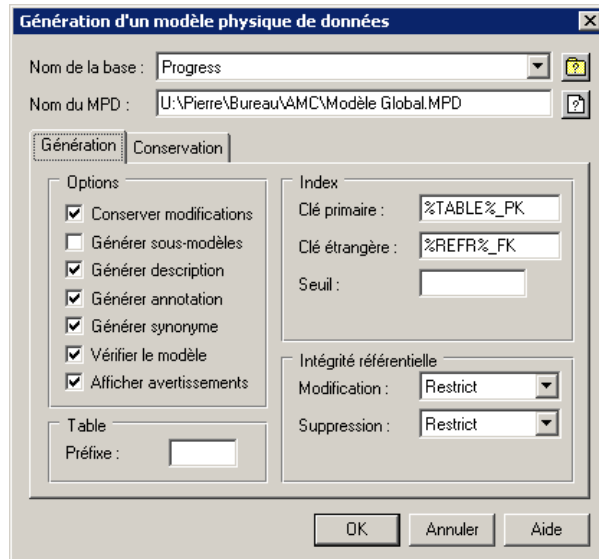 Génération d'un modèle physique de données
Nom de la base : Progress
Nom du MPD : U:\Pierre\Bureau\AMC\Modèle Global.MPD
Génération Conservation
Options
Conserver modifications
Générer sous-modèles
Générer description
Générer annotation
Générer synonyme
Vérifier le modèle
Afficher avertissements
Table
Préfixe :
Index
Clé primaire : %TABLE%_PK
Clé étrangère : %REFR%_FK
Seuil :
Intégrité référentielle
Modification : Restrict
Suppression : Restrict
OK Annuler Aide